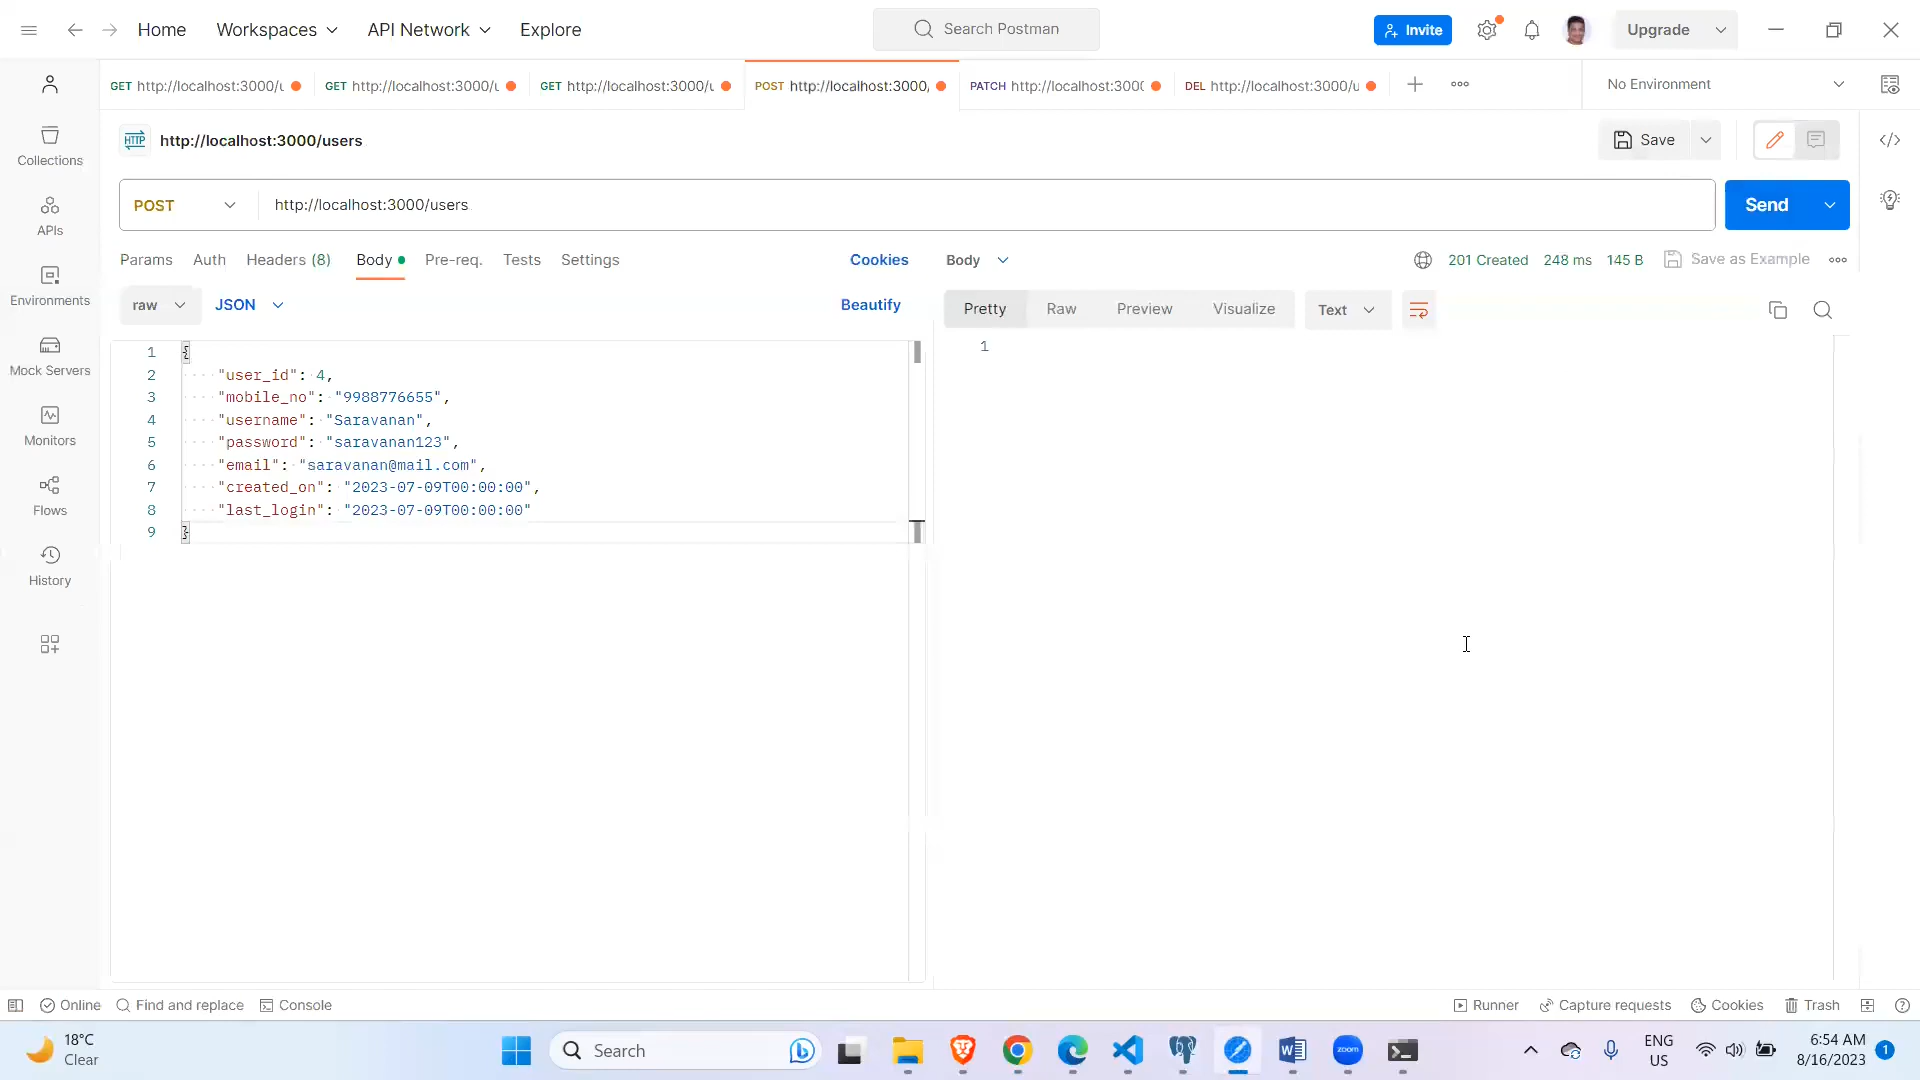 Home
Workspaces
API Network
Explore
Search Postman
Invite
Upgrade
GET http://localhost:3000/u
GET http://localhost:3000/u
GET http://localhost:3000/u
POST http://localhost:3000/
PATCH http://localhost:3000
DEL http://localhost:3000/u
No Environment
HTTP http://localhost:3000/users
Save
POST
http://localhost:3000/users
Send
Params
Auth
Headers (8)
Body
Pre-req.
Tests
Settings
Cookies
Body
201 Created
248 ms
145 B
Save as Example
raw
JSON
Beautify
Pretty
Raw
Preview
Visualize
Text
1 {
2 "user_id": 4,
3 "mobile_no": "9988776655",
4 "username": "Saravanan",
5 "password": "saravanan123",
6 "email": "saravanan@mail.com",
7 "created_on": "2023-07-09T00:00:00",
8 "last_login": "2023-07-09T00:00:00"
9 }
1
Collections
APIs
Environments
Mock Servers
Monitors
Flows
History
Online
Find and replace
Console
Runner
Capture requests
Cookies
Trash
18°C
Clear
Search
zoom
ENG
US
6:54 AM
8/16/2023
1